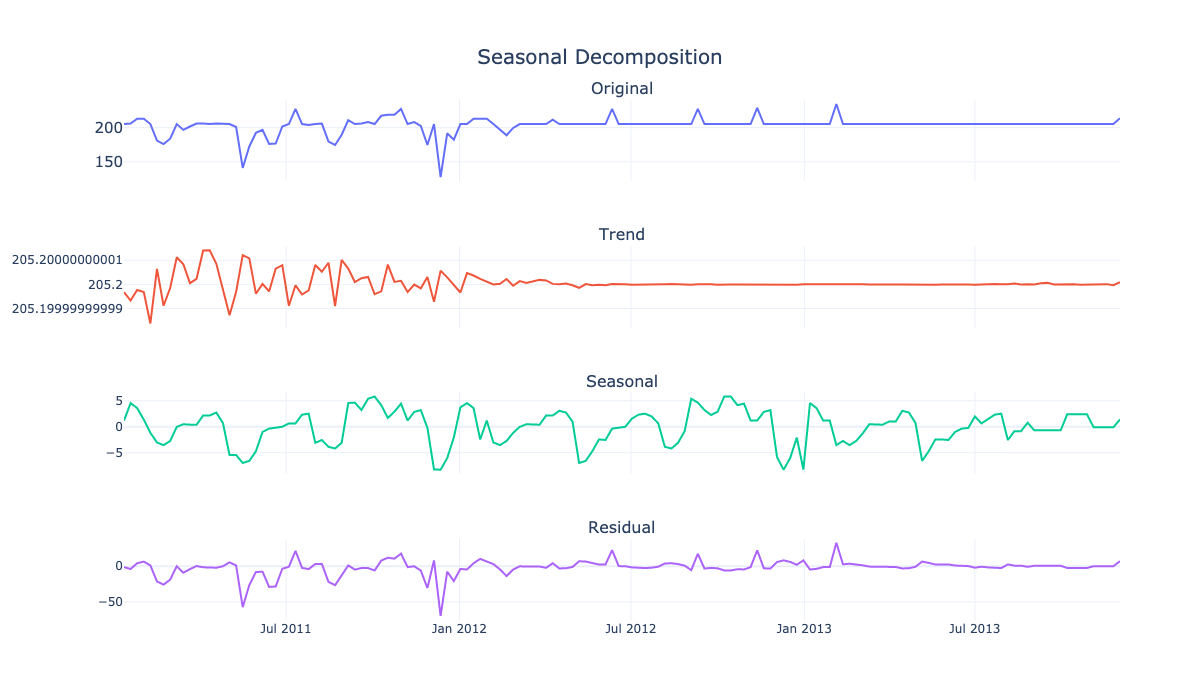 Seasonal Decomposition
Original
200
150
Trend
205.20000000001
205.2
205.19999999999
Seasonal
5
0
−5
Residual
0
−50
Jul 2011 Jan 2012 Jul 2012 Jan 2013 Jul 2013